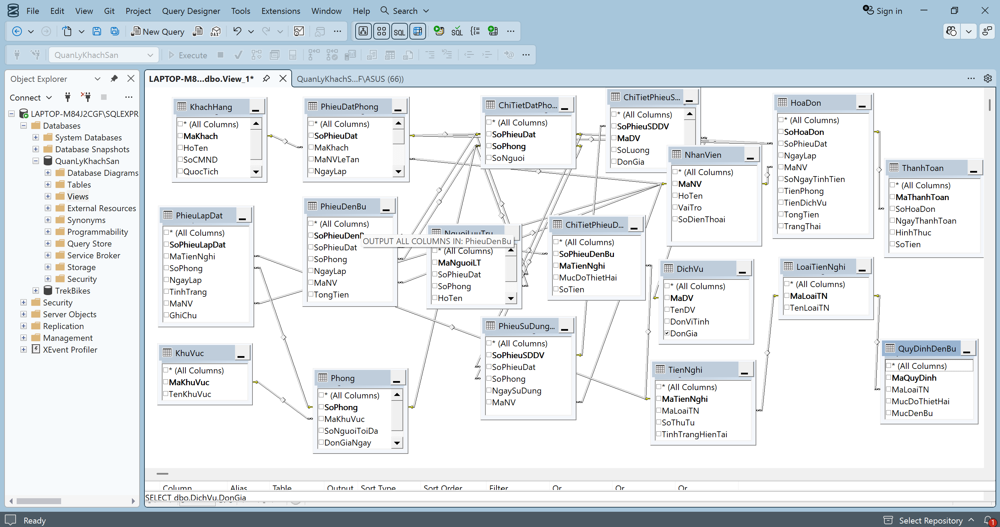 File Edit View Git Project Query Designer Tools Extensions Window Help Search Sign in
New Query DAX SQL SQL
QuanLyKhachSan Execute
Object Explorer
Connect
LAPTOP-M84J2CGF\SQLEXPR
Databases
System Databases
Database Snapshots
QuanLyKhachSan
Database Diagrams
Tables
Views
External Resources
Synonyms
Programmability
Query Store
Service Broker
Storage
Security
TrekBikes
Security
Server Objects
Replication
Management
XEvent Profiler
LAPTOP-M8...dbo.View_1* QuanLyKhachS...F\ASUS (66))
KhachHang
* (All Columns)
MaKhach
HoTen
SoCMND
QuocTich
PhieuDatPhong
* (All Columns)
SoPhieuDat
MaKhach
MaNVLeTan
NgayLap
ChiTietDatPho...
* (All Columns)
SoPhieuDat
SoPhong
SoNguoi
ChiTietPhieuS...
* (All Columns)
SoPhieuSDDV
MaDV
SoLuong
DonGia
NhanVien
* (All Columns)
MaNV
HoTen
VaiTro
SoDienThoai
HoaDon
* (All Columns)
SoHoaDon
SoPhieuDat
NgayLap
MaNV
SoNgayTinhTien
TienPhong
TienDichVu
TongTien
TrangThai
ThanhToan
* (All Columns)
MaThanhToan
SoHoaDon
NgayThanhToan
HinhThuc
SoTien
PhieuLapDat
* (All Columns)
SoPhieuLapDat
MaTienNghi
SoPhong
NgayLap
TinhTrang
MaNV
GhiChu
PhieuDenBu
* (All Columns)
SoPhieuDenB
SoPhieuDat
SoPhong
NgayLap
MaNV
TongTien
OUTPUT ALL COLUMNS IN: PhieuDenBu
NguoiLuuTru
* (All Columns)
MaNguoiLT
SoPhieuDat
SoPhong
HoTen
ChiTietPhieuD...
* (All Columns)
SoPhieuDenBu
MaTienNghi
MucDoThietHai
SoTien
DichVu
* (All Columns)
MaDV
TenDV
DonViTinh
DonGia
LoaiTienNghi
* (All Columns)
MaLoaiTN
TenLoaiTN
KhuVuc
* (All Columns)
MaKhuVuc
TenKhuVuc
Phong
* (All Columns)
SoPhong
MaKhuVuc
SoNguoiToiDa
DonGiaNgay
PhieuSuDung...
* (All Columns)
SoPhieuSDDV
SoPhieuDat
SoPhong
NgaySuDung
MaNV
TienNghi
* (All Columns)
MaTienNghi
MaLoaiTN
SoThuTu
TinhTrangHienTai
QuyDinhDenBu
* (All Columns)
MaQuyDinh
MaLoaiTN
MucDoThietHai
MucDenBu
Column Alias Table Output Sort Type Sort Order Filter Or Or Or
SELECT dbo.DichVu.DonGia
Ready Select Repository 1